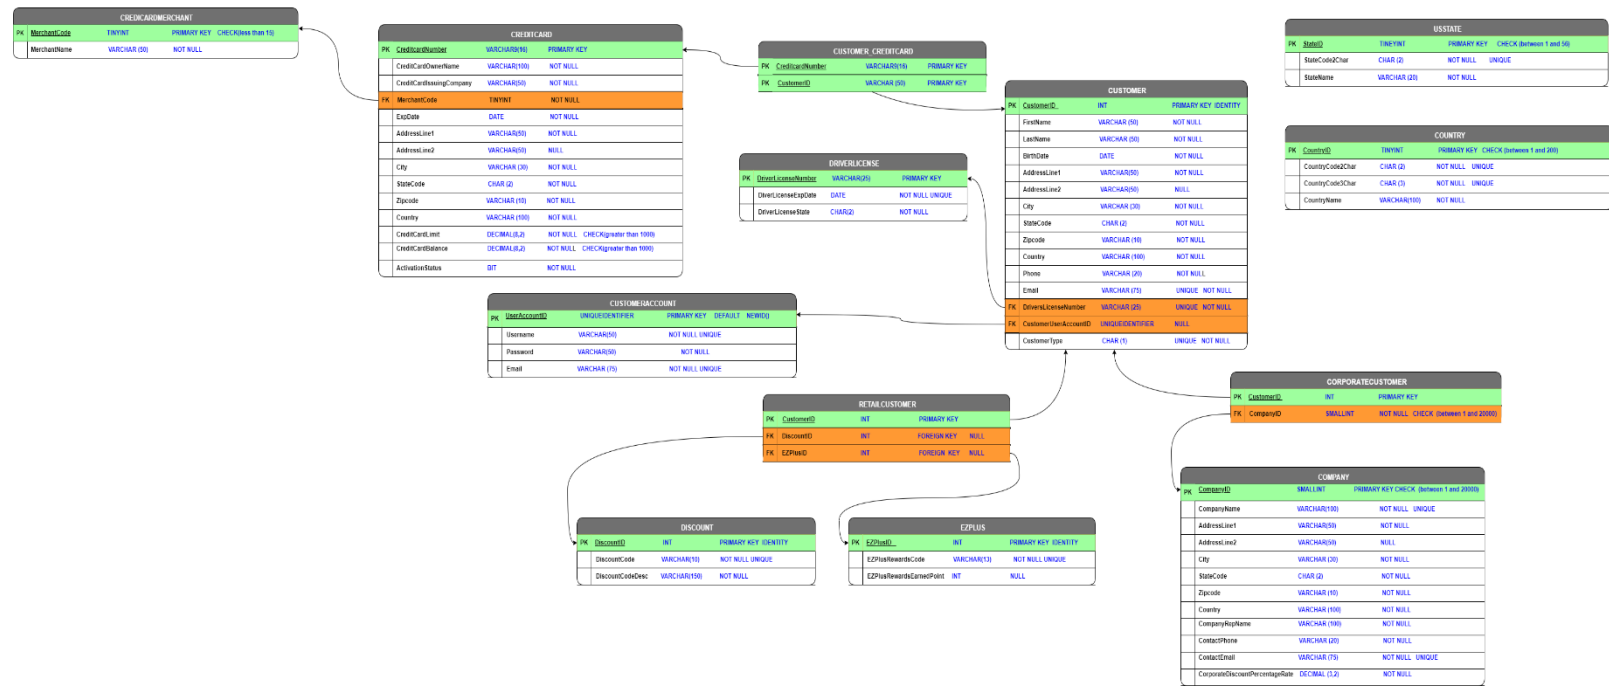 CREDICARDMERCHANT
PK MerchantCode TINYINT PRIMARY KEY CHECK(less than 15)
MerchantName VARCHAR (50) NOT NULL
CREDITCARD
PK CreditcardNumber VARCHAR9(16) PRIMARY KEY
CreditCardOwnerName VARCHAR(100) NOT NULL
CreditCardIssuingCompany VARCHAR(50) NOT NULL
FK MerchantCode TINYINT NOT NULL
ExpDate DATE NOT NULL
AddressLine1 VARCHAR(50) NOT NULL
AddressLine2 VARCHAR(50) NULL
City VARCHAR (30) NOT NULL
StateCode CHAR (2) NOT NULL
Zipcode VARCHAR (10) NOT NULL
Country VARCHAR (100) NOT NULL
CreditCardLimit DECIMAL(8,2) NOT NULL CHECK(greater than 1000)
CreditCardBalance DECIMAL(8,2) NOT NULL CHECK(greater than 1000)
ActivationStatus BIT NOT NULL
CUSTOMER_CREDITCARD
PK CreditcardNumber VARCHAR9(16) PRIMARY KEY
PK CustomerID VARCHAR (50) PRIMARY KEY
CUSTOMER
PK CustomerID INT PRIMARY KEY IDENTITY
FirstName VARCHAR (50) NOT NULL
LastName VARCHAR (50) NOT NULL
BirthDate DATE NOT NULL
AddressLine1 VARCHAR(50) NOT NULL
AddressLine2 VARCHAR(50) NULL
City VARCHAR (30) NOT NULL
StateCode CHAR (2) NOT NULL
Zipcode VARCHAR (10) NOT NULL
Country VARCHAR (100) NOT NULL
Phone VARCHAR (20) NOT NULL
Email VARCHAR (75) UNIQUE NOT NULL
FK DriversLicenseNumber VARCHAR (25) UNIQUE NOT NULL
FK CustomerUserAccountID UNIQUEIDENTIFIER NULL
CustomerType CHAR (1) UNIQUE NOT NULL
USSTATE
PK StateID TINEYINT PRIMARY KEY CHECK (between 1 and 50)
StateCode2Char CHAR (2) NOT NULL UNIQUE
StateName VARCHAR (20) NOT NULL
COUNTRY
PK CountryID TINYINT PRIMARY KEY CHECK (between 1 and 200)
CountryCode2Char CHAR (2) NOT NULL UNIQUE
CountryCode3Char CHAR (3) NOT NULL UNIQUE
CountryName VARCHAR(100) NOT NULL
DRIVERLICENSE
PK DriverLicenseNumber VARCHAR(25) PRIMARY KEY
DiverLicenseExpDate DATE NOT NULL UNIQUE
DriverLicenseState CHAR(2) NOT NULL
CUSTOMERACCOUNT
PK UserAccountID UNIQUEIDENTIFIER PRIMARY KEY DEFAULT NEWID()
Username VARCHAR(50) NOT NULL UNIQUE
Password VARCHAR(50) NOT NULL
Email VARCHAR (75) NOT NULL UNIQUE
RETAILCUSTOMER
PK CustomerID INT PRIMARY KEY
FK DiscountID INT FOREIGN KEY NULL
FK EZPlusID INT FOREIGN KEY NULL
CORPORATECUSTOMER
PK CustomerID INT PRIMARY KEY
FK CompanyID SMALLINT NOT NULL CHECK (between 1 and 20000)
COMPANY
PK CompanyID SMALLINT PRIMARY KEY CHECK (between 1 and 20000)
CompanyName VARCHAR(100) NOT NULL UNIQUE
AddressLine1 VARCHAR(50) NOT NULL
AddressLine2 VARCHAR(50) NULL
City VARCHAR (30) NOT NULL
StateCode CHAR (2) NOT NULL
Zipcode VARCHAR (10) NOT NULL
Country VARCHAR (100) NOT NULL
CompanyRepName VARCHAR (100) NOT NULL
ContactPhone VARCHAR (20) NOT NULL
ContactEmail VARCHAR (75) NOT NULL UNIQUE
CorporateDiscountPercentageRate DECIMAL (3,2) NOT NULL
DISCOUNT
PK DiscountID INT PRIMARY KEY IDENTITY
DiscountCode VARCHAR(10) NOT NULL UNIQUE
DiscountCodeDesc VARCHAR(150) NOT NULL
EZPLUS
PK EZPlusID INT PRIMARY KEY IDENTITY
EZPlusRewardsCode VARCHAR(13) NOT NULL UNIQUE
EZPlusRewardsEarnedPoint INT NULL